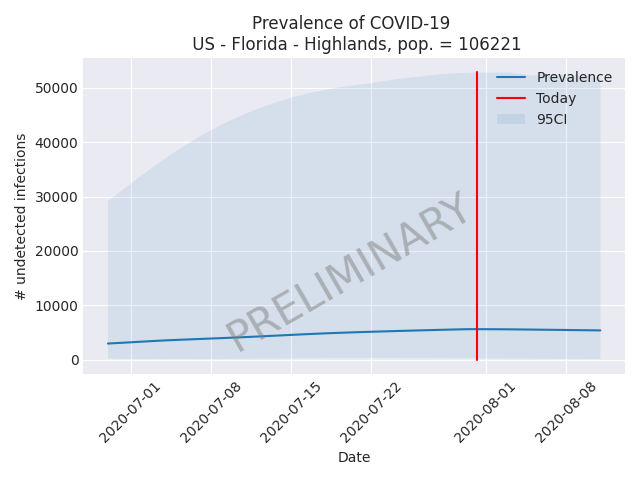 Prevalence of COVID-19
US - Florida - Highlands, pop. = 106221
Prevalence
Today
95CI
50000
40000
30000
20000
10000
0
# undetected infections
PRELIMINARY
2020-07-01
2020-07-08
2020-07-15
2020-07-22
2020-08-01
2020-08-08
Date